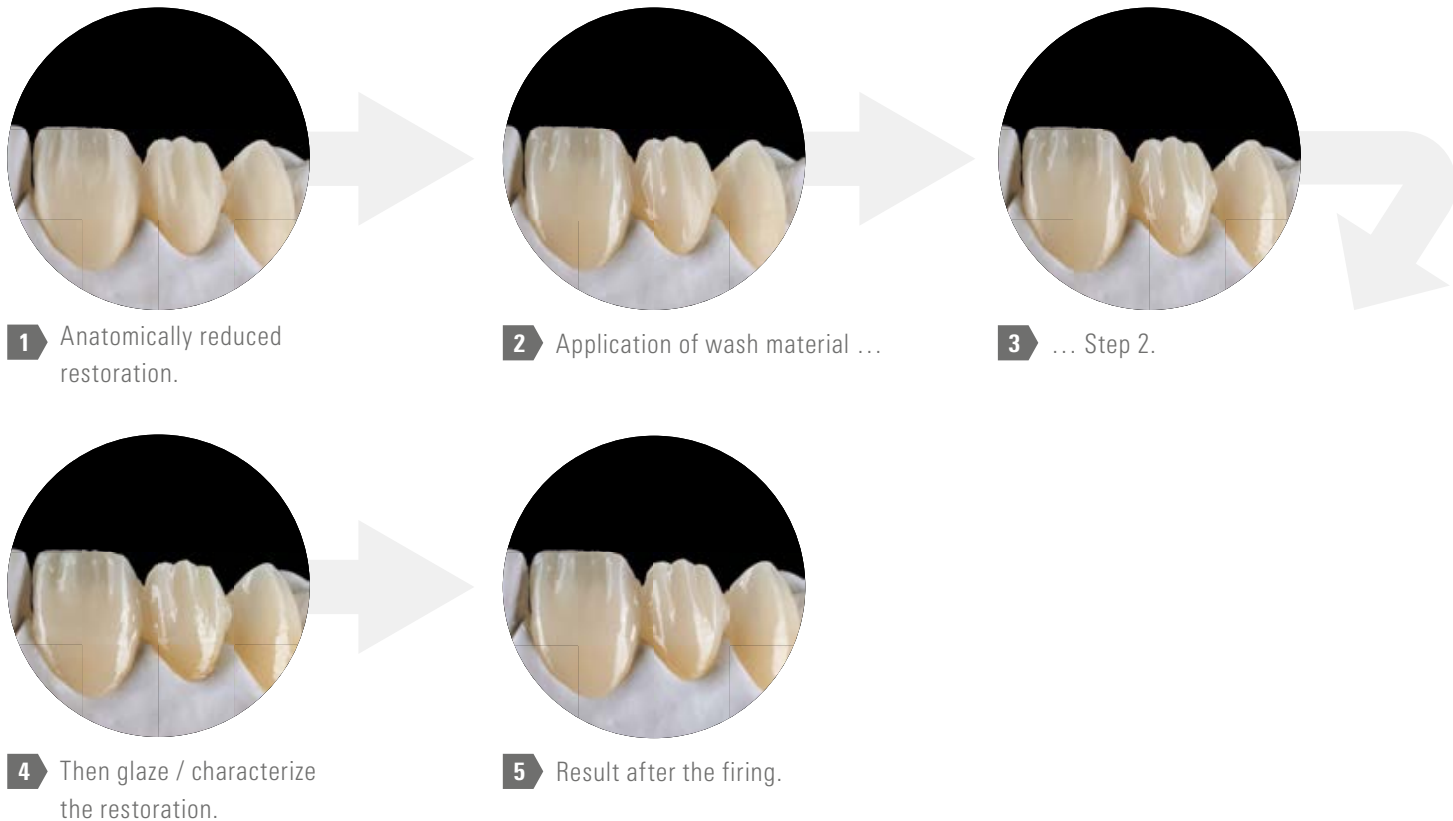 1 Anatomically reduced
restoration.
2 Application of wash material …
3 … Step 2.
4 Then glaze / characterize
the restoration.
5 Result after the firing.